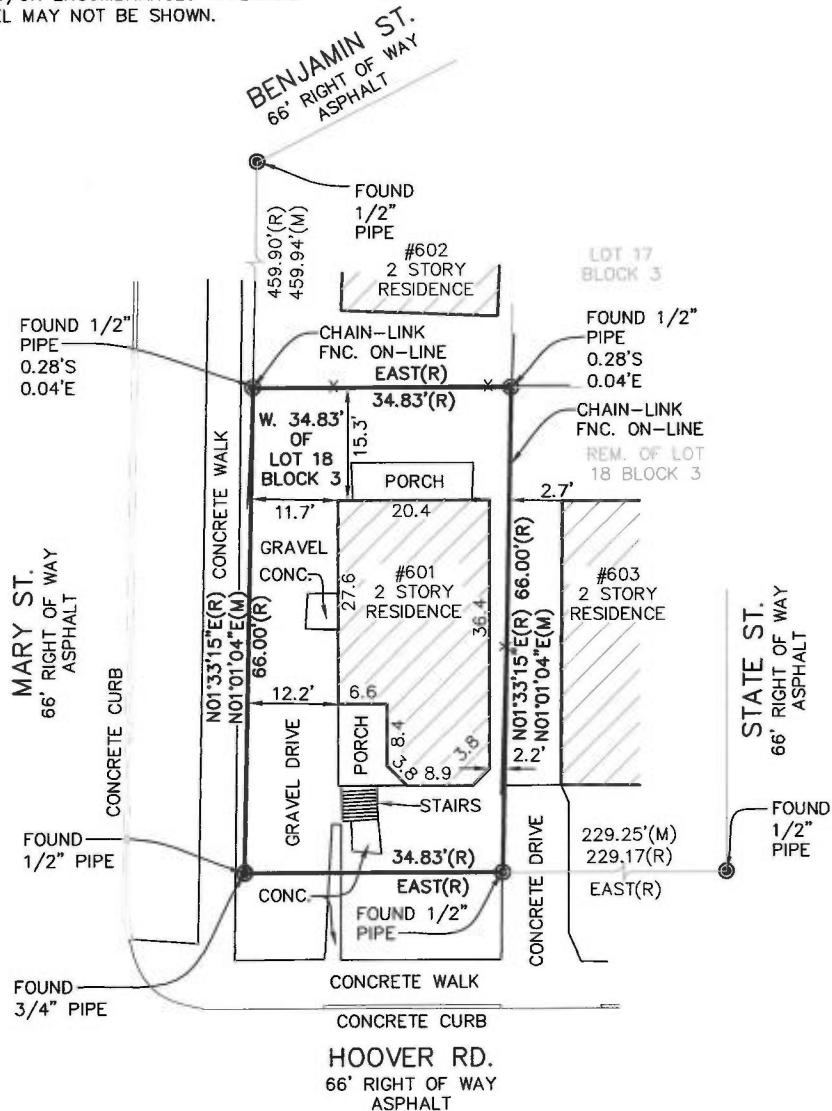 EL MAY NOT BE SHOWN.
BENJAMIN ST.
66' RIGHT OF WAY
ASPHALT
FOUND
1/2"
PIPE
459.90'(R)
459.94'(M)
#602
2 STORY
RESIDENCE
LOT 17
BLOCK 3
FOUND 1/2"
PIPE
0.28'S
0.04'E
CHAIN-LINK
FNC. ON-LINE
EAST(R)
34.83'(R)
FOUND 1/2"
PIPE
0.28'S
0.04'E
CHAIN-LINK
FNC. ON-LINE
REM. OF LOT
18 BLOCK 3
W. 34.83'
OF
LOT 18
BLOCK 3
15.3'
CONCRETE WALK
PORCH
2.7'
11.7'
20.4
GRAVEL
CONC.
27.6
#601
2 STORY
RESIDENCE
36.4
N01°33'15"E(R) 66.00'(R)
N01°01'04"E(M)
#603
2 STORY
RESIDENCE
MARY ST.
66' RIGHT OF WAY
ASPHALT
N01°33'15"E(R)
N01°01'04"E(M)
66.00'(R)
STATE ST.
66' RIGHT OF WAY
ASPHALT
CONCRETE CURB
12.2'
6.6
8.4
PORCH
3.8
8.9
3.8
2.2'
GRAVEL DRIVE
STAIRS
FOUND
1/2" PIPE
34.83'(R)
EAST(R)
CONC.
FOUND 1/2"
PIPE
CONCRETE DRIVE
229.25'(M)
229.17(R)
EAST(R)
FOUND
1/2"
PIPE
FOUND
3/4" PIPE
CONCRETE WALK
CONCRETE CURB
HOOVER RD.
66' RIGHT OF WAY
ASPHALT